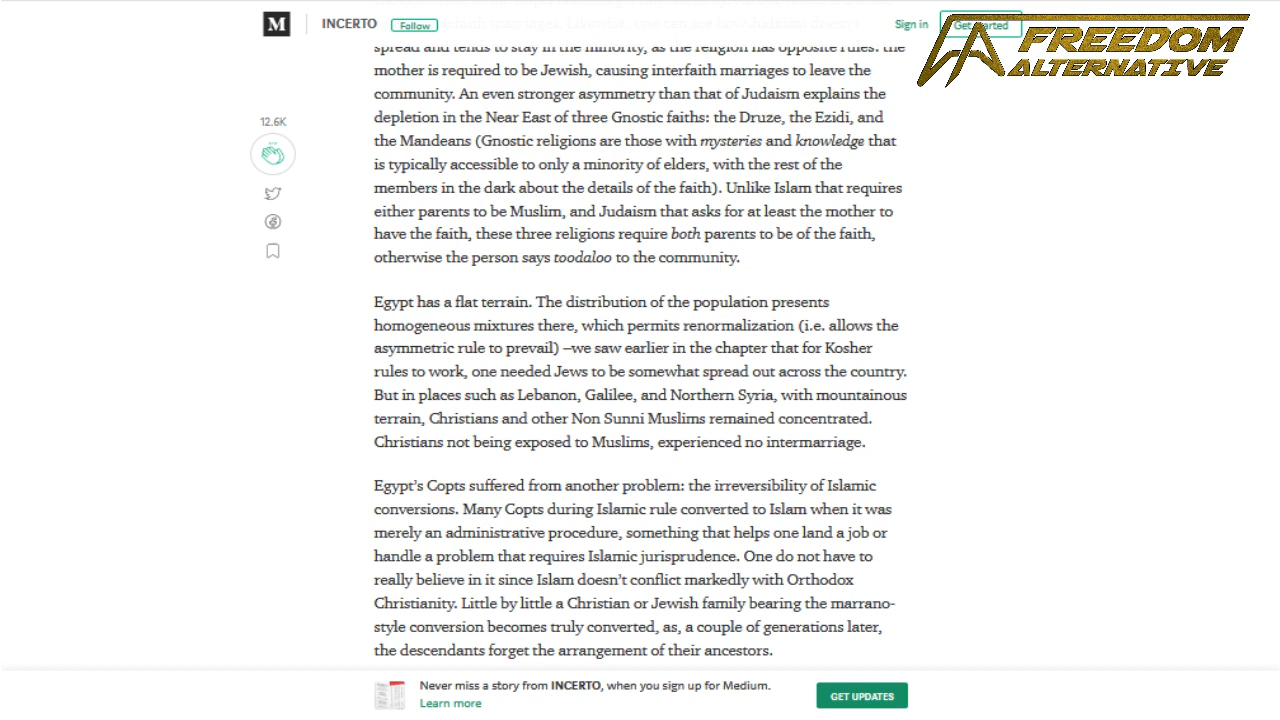 INCERTO
Follow
Sign in
Get started
FREEDOM
ALTERNATIVE
spread and tends to stay in the minority, as the religion has opposite rules: the
mother is required to be Jewish, causing interfaith marriages to leave the
community. An even stronger asymmetry than that of Judaism explains the
depletion in the Near East of three Gnostic faiths: the Druze, the Ezidi, and
the Mandeans (Gnostic religions are those with mysteries and knowledge that
is typically accessible to only a minority of elders, with the rest of the
members in the dark about the details of the faith). Unlike Islam that requires
either parents to be Muslim, and Judaism that asks for at least the mother to
have the faith, these three religions require both parents to be of the faith,
otherwise the person says toodaloo to the community.
12.6K
Egypt has a flat terrain. The distribution of the population presents
homogeneous mixtures there, which permits renormalization (i.e. allows the
asymmetric rule to prevail) –we saw earlier in the chapter that for Kosher
rules to work, one needed Jews to be somewhat spread out across the country.
But in places such as Lebanon, Galilee, and Northern Syria, with mountainous
terrain, Christians and other Non Sunni Muslims remained concentrated.
Christians not being exposed to Muslims, experienced no intermarriage.
Egypt's Copts suffered from another problem: the irreversibility of Islamic
conversions. Many Copts during Islamic rule converted to Islam when it was
merely an administrative procedure, something that helps one land a job or
handle a problem that requires Islamic jurisprudence. One do not have to
really believe in it since Islam doesn't conflict markedly with Orthodox
Christianity. Little by little a Christian or Jewish family bearing the marrano-
style conversion becomes truly converted, as, a couple of generations later,
the descendants forget the arrangement of their ancestors.
Never miss a story from INCERTO, when you sign up for Medium.
Learn more
GET UPDATES